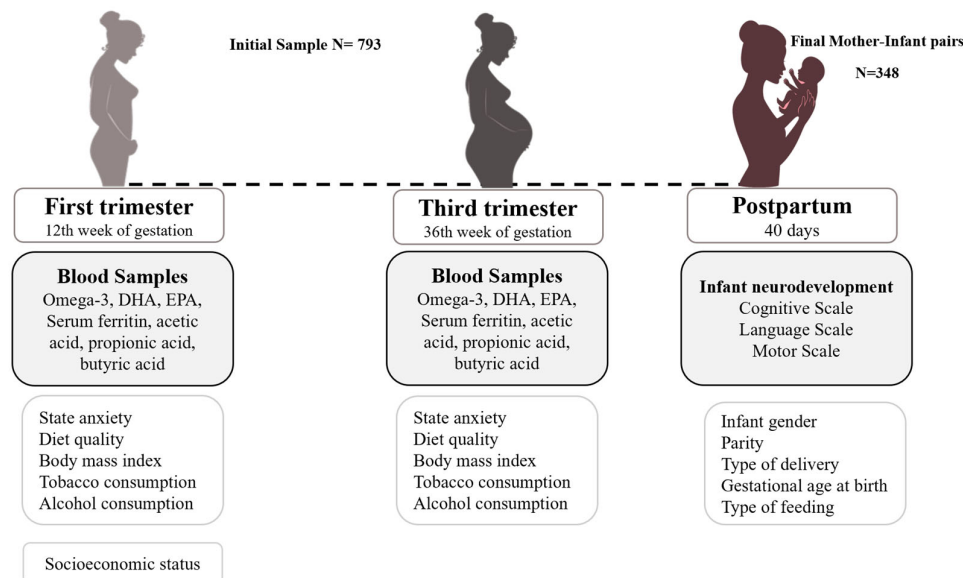 Initial Sample N= 793
Final Mother-Infant pairs
N=348
First trimester
12th week of gestation
Third trimester
36th week of gestation
Postpartum
40 days
Blood Samples
Omega-3, DHA, EPA,
Serum ferritin, acetic
acid, propionic acid,
butyric acid
Blood Samples
Omega-3, DHA, EPA,
Serum ferritin, acetic
acid, propionic acid,
butyric acid
Infant neurodevelopment
Cognitive Scale
Language Scale
Motor Scale
State anxiety
Diet quality
Body mass index
Tobacco consumption
Alcohol consumption
State anxiety
Diet quality
Body mass index
Tobacco consumption
Alcohol consumption
Infant gender
Parity
Type of delivery
Gestational age at birth
Type of feeding
Socioeconomic status